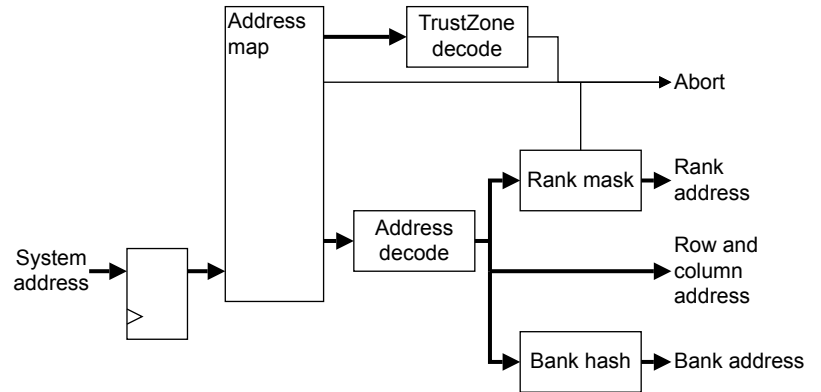 Address
map
TrustZone
decode
Abort
Rank mask
Rank
address
Address
decode
System
address
Row and
column
address
Bank hash
Bank address